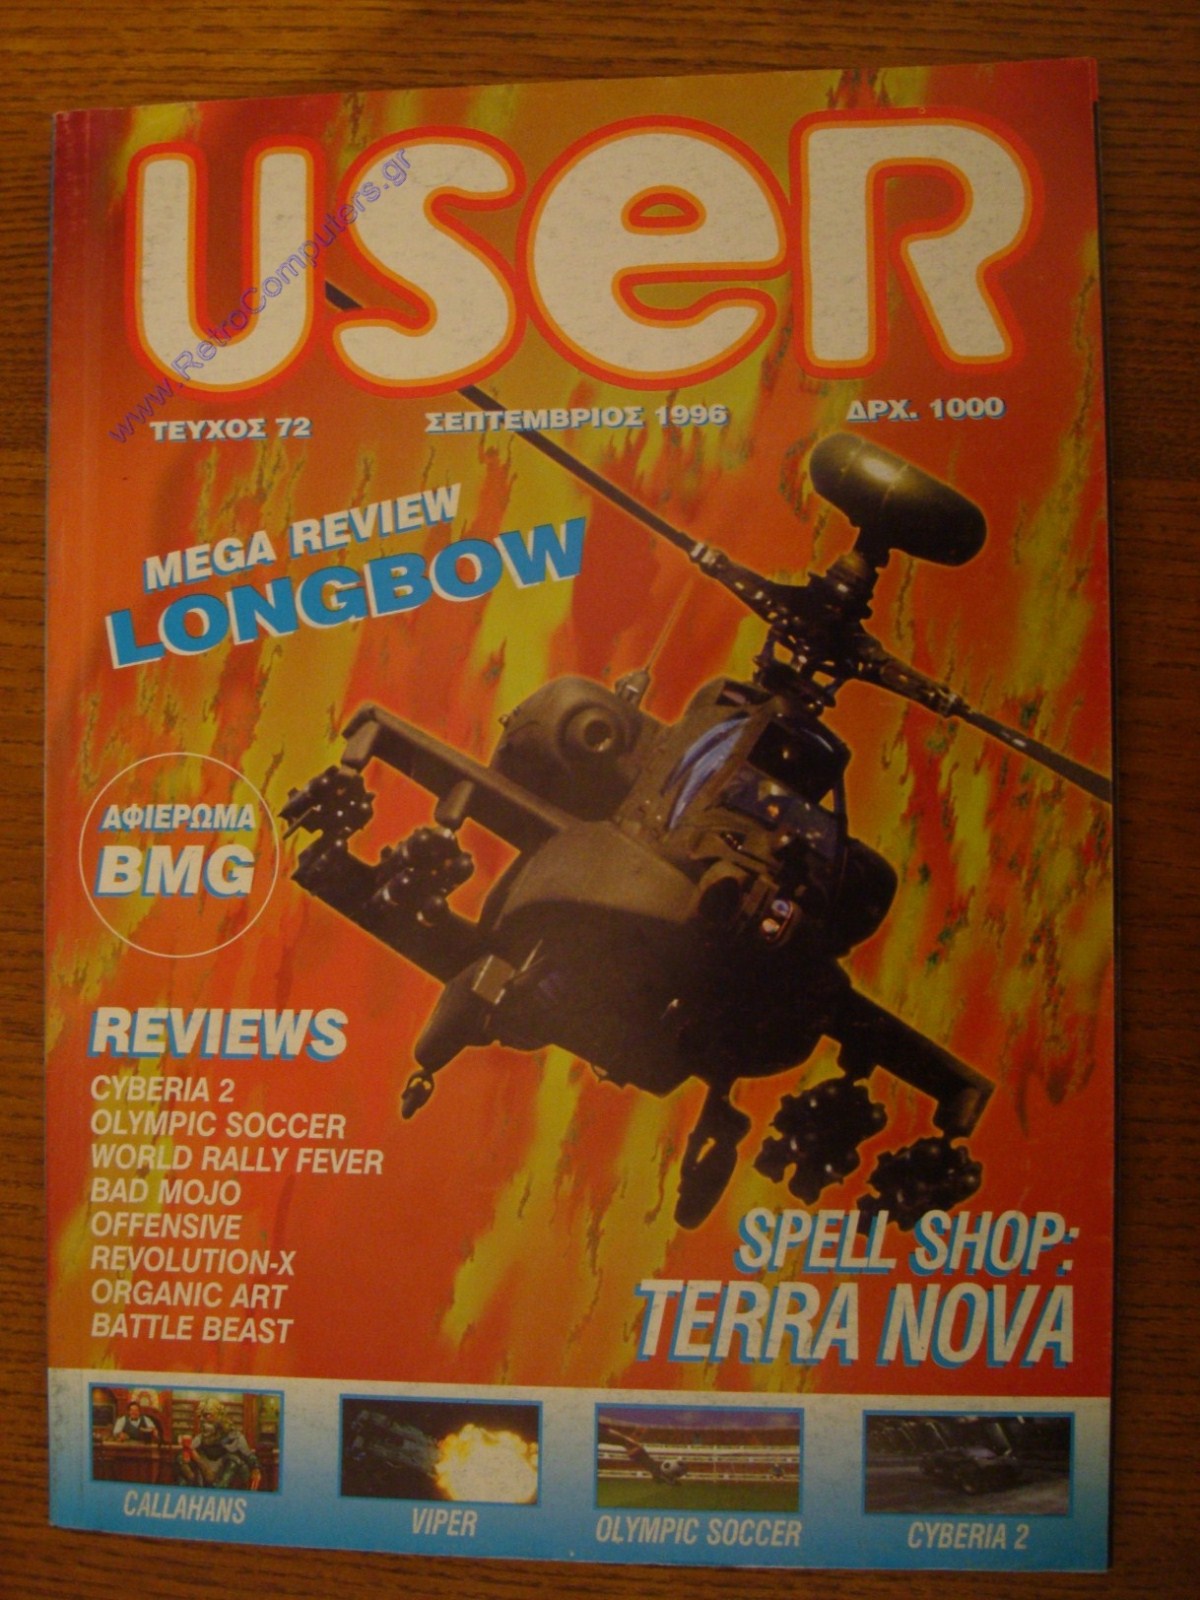 USER
www.RetroComputers.gr
ΤΕΥΧΟΣ 72
ΣΕΠΤΕΜΒΡΙΟΣ 1996
ΔΡΧ. 1000
MEGA REVIEW
LONGBOW
ΑΦΙΕΡΩΜΑ
BMG
REVIEWS
CYBERIA 2
OLYMPIC SOCCER
WORLD RALLY FEVER
BAD MOJO
OFFENSIVE
REVOLUTION-X
ORGANIC ART
BATTLE BEAST
SPELL SHOP:
TERRA NOVA
CALLAHANS
VIPER
OLYMPIC SOCCER
CYBERIA 2